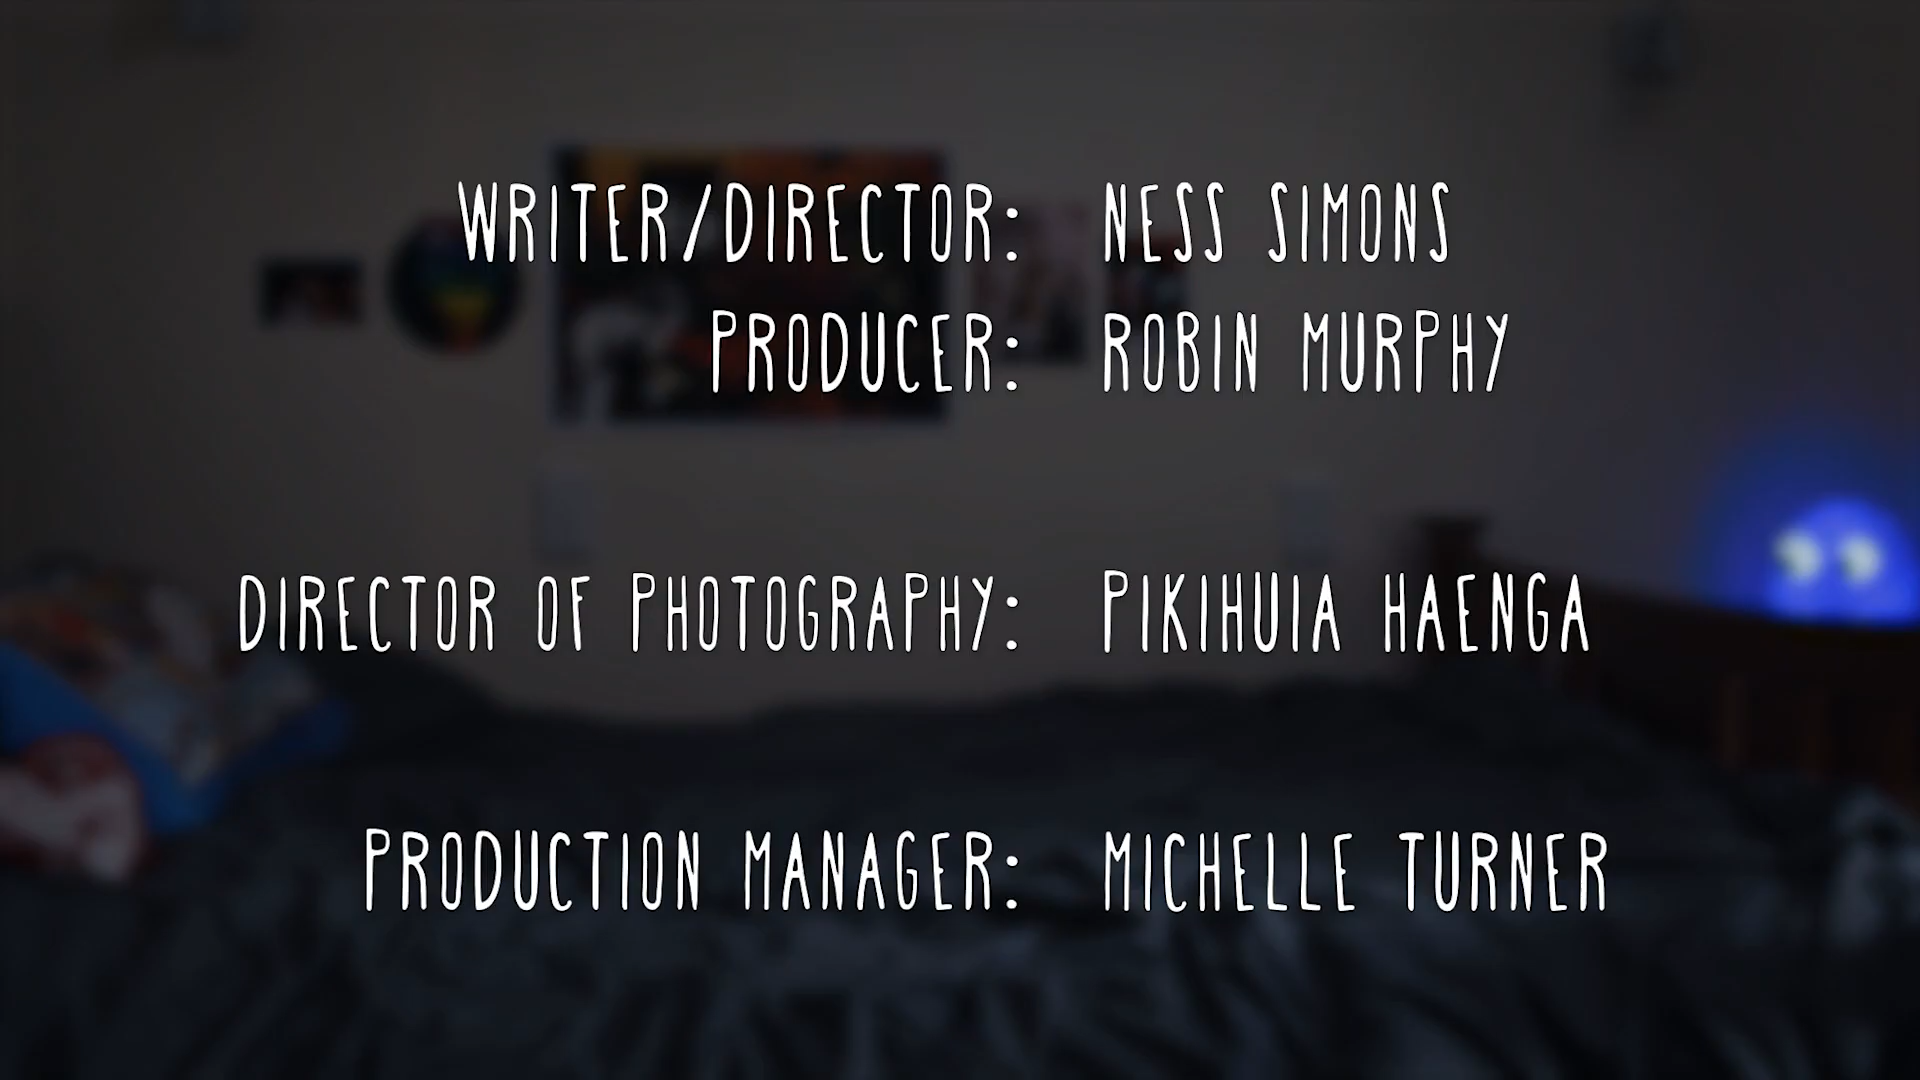 WRITER/DIRECTOR: NESS SIMONS
PRODUCER: ROBIN MURPHY
DIRECTOR OF PHOTOGRAPHY: PIKIHUIA HAENGA
PRODUCTION MANAGER: MICHELLE TURNER